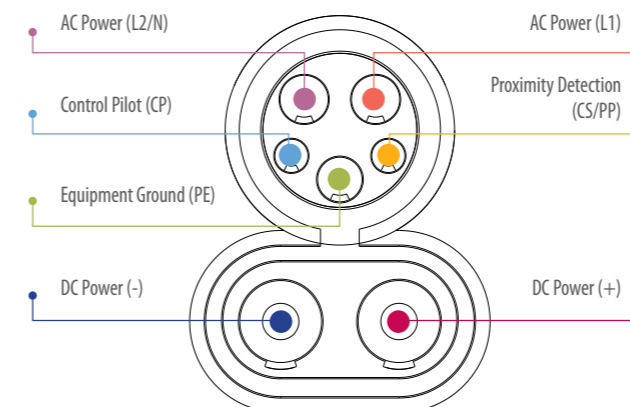 AC Power (L2/N)
AC Power (L1)
Proximity Detection
(CS/PP)
Control Pilot (CP)
Equipment Ground (PE)
DC Power (-)
DC Power (+)